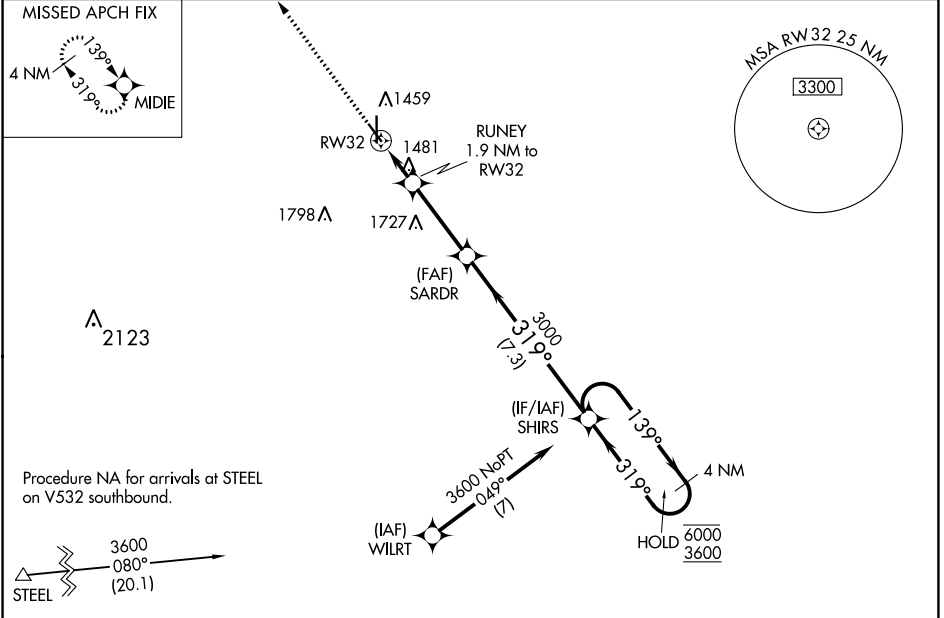 MISSED APCH FIX
139°
4 NM
319°
MIDIE
MSA RW32 25 NM
3300
1459
RW32
1481
RUNEY
1.9 NM to
RW32
1798
1727
(FAF)
SARDR
2123
3000
319°
(7.3)
(IF/IAF)
SHIRS
139°
319°
4 NM
HOLD
6000
3600
3600 NoPT
049°
(7)
(IAF)
WILRT
Procedure NA for arrivals at STEEL
on V532 southbound.
3600
080°
(20.1)
STEEL